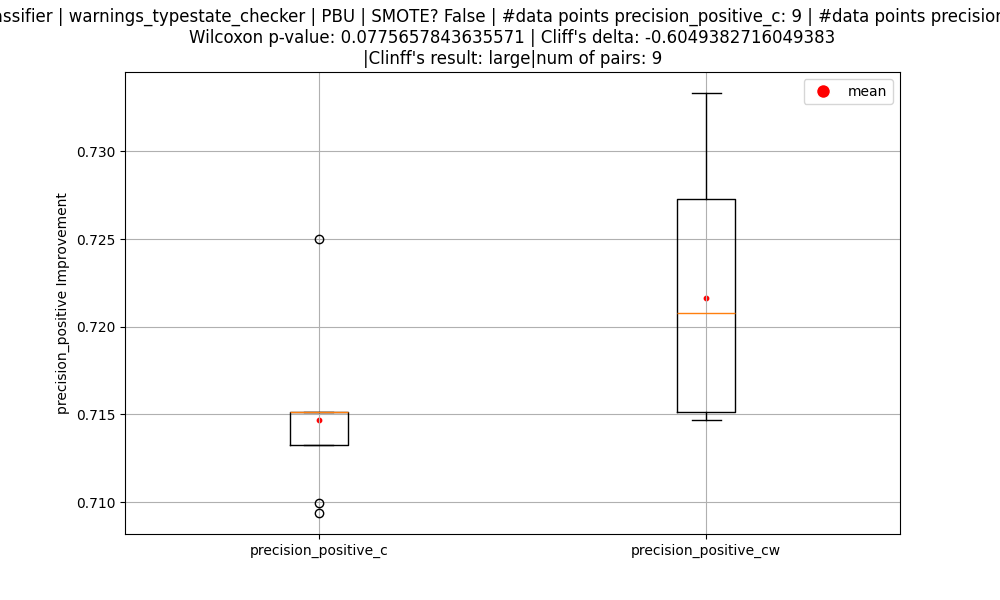 assifier | warnings_typestate_checker | PBU | SMOTE? False | #data points precision_positive_c: 9 | #data points precision
Wilcoxon p-value: 0.0775657843635571 | Cliff's delta: -0.6049382716049383
|Clinff's result: large|num of pairs: 9
mean
0.730
0.725
0.720
0.715
0.710
precision_positive Improvement
precision_positive_c
precision_positive_cw